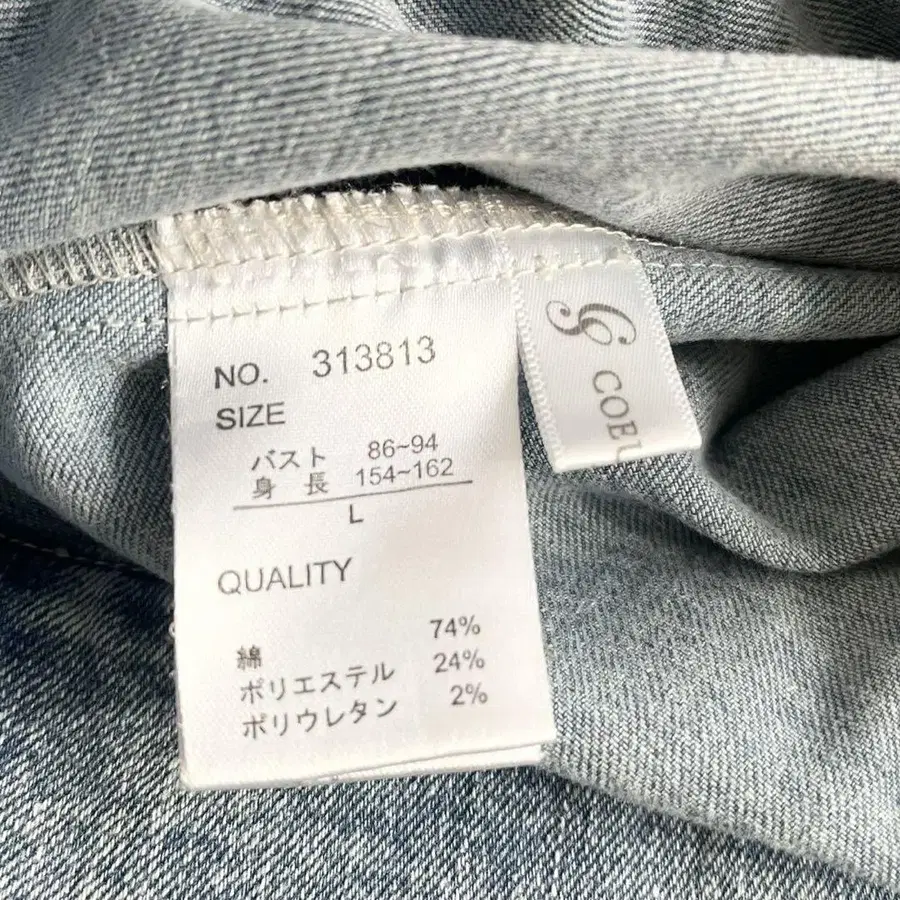 NO. 313813
SIZE
バスト 86~94
身長 154~162
L
QUALITY
綿 74%
ポリエステル 24%
ポリウレタン 2%